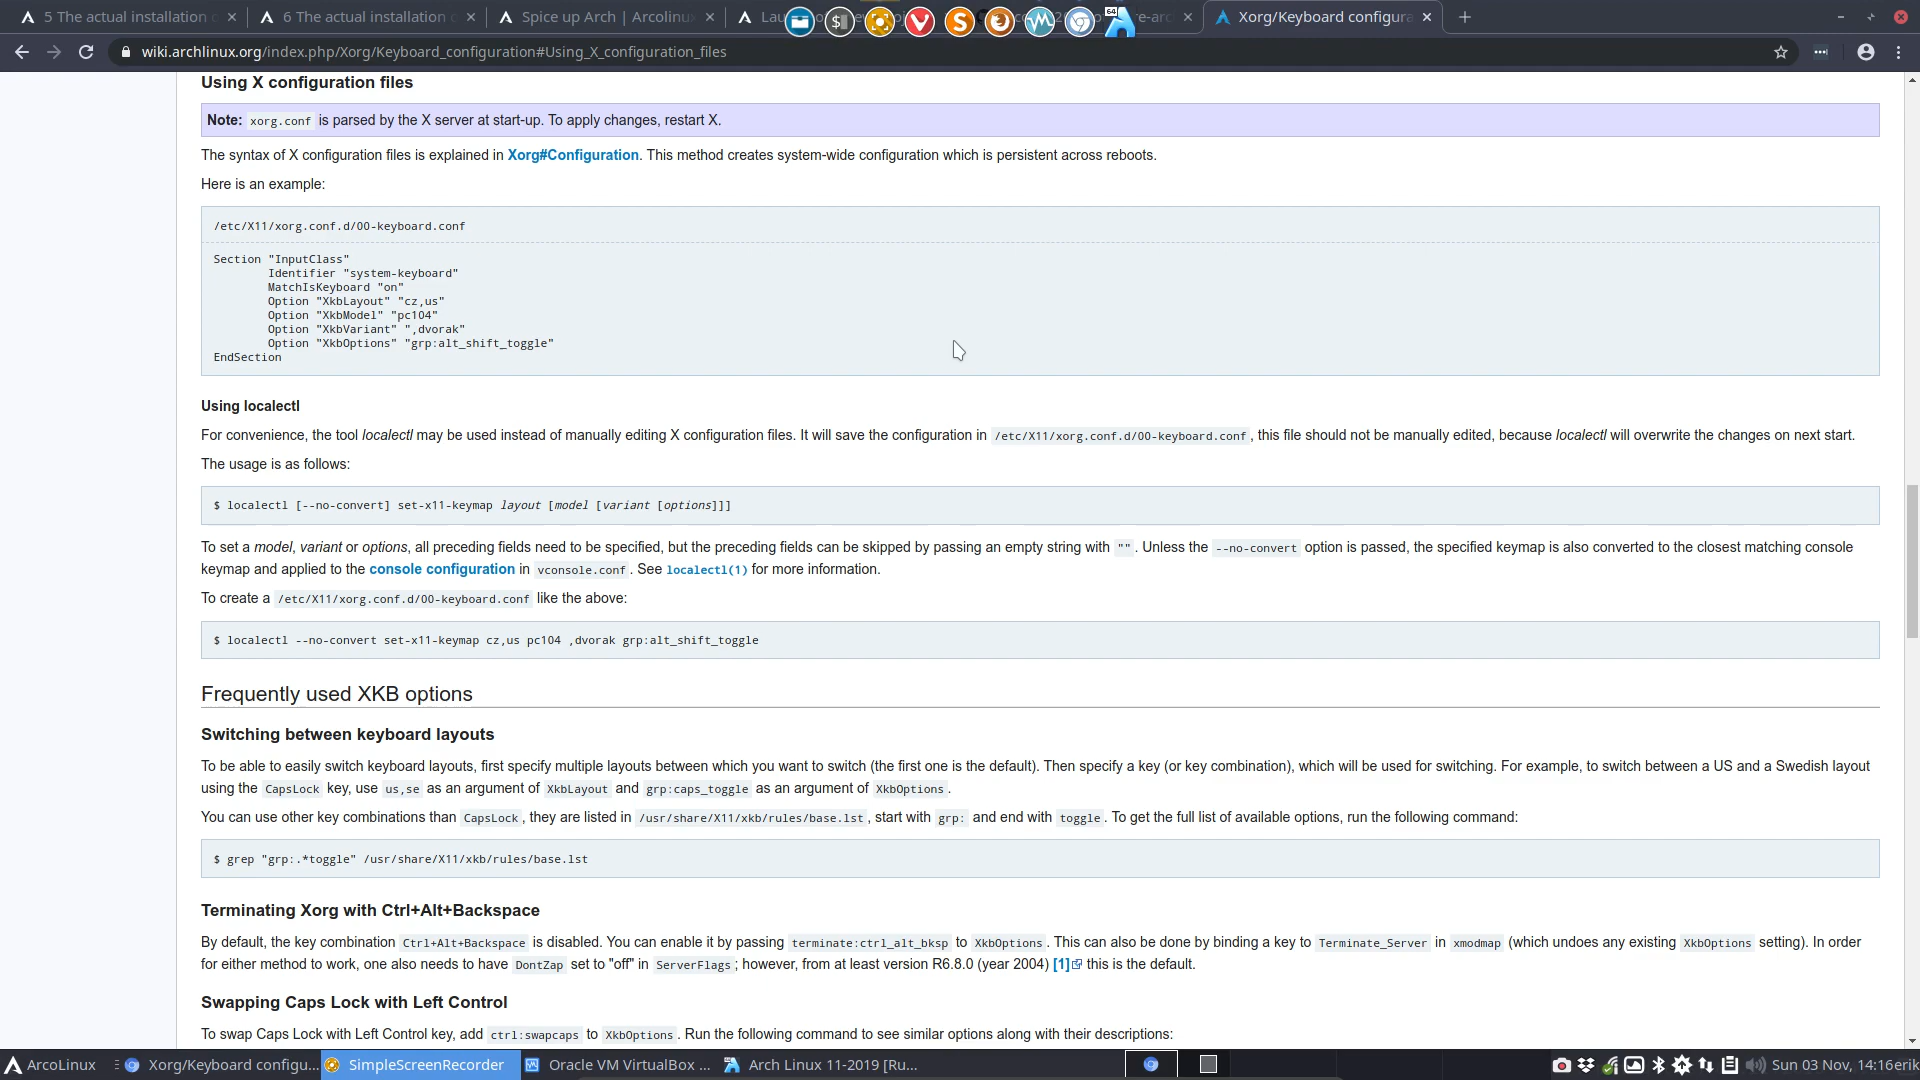 5 The actual installation
6 The actual installation
Spice up Arch | Arcolinux
Xorg/Keyboard configura
wiki.archlinux.org/index.php/Xorg/Keyboard_configuration#Using_X_configuration_files
Using X configuration files
Note: xorg.conf is parsed by the X server at start-up. To apply changes, restart X.
The syntax of X configuration files is explained in Xorg#Configuration. This method creates system-wide configuration which is persistent across reboots.
Here is an example:
/etc/X11/xorg.conf.d/00-keyboard.conf
Section "InputClass"
Identifier "system-keyboard"
MatchIsKeyboard "on"
Option "XkbLayout" "cz,us"
Option "XkbModel" "pc104"
Option "XkbVariant" ",dvorak"
Option "XkbOptions" "grp:alt_shift_toggle"
EndSection
Using localectl
For convenience, the tool localectl may be used instead of manually editing X configuration files. It will save the configuration in /etc/X11/xorg.conf.d/00-keyboard.conf, this file should not be manually edited, because localectl will overwrite the changes on next start.
The usage is as follows:
$ localectl [--no-convert] set-x11-keymap layout [model [variant [options]]]
To set a model, variant or options, all preceding fields need to be specified, but the preceding fields can be skipped by passing an empty string with "". Unless the --no-convert option is passed, the specified keymap is also converted to the closest matching console
keymap and applied to the console configuration in vconsole.conf. See localectl(1) for more information.
To create a /etc/X11/xorg.conf.d/00-keyboard.conf like the above:
$ localectl --no-convert set-x11-keymap cz,us pc104 ,dvorak grp:alt_shift_toggle
Frequently used XKB options
Switching between keyboard layouts
To be able to easily switch keyboard layouts, first specify multiple layouts between which you want to switch (the first one is the default). Then specify a key (or key combination), which will be used for switching. For example, to switch between a US and a Swedish layout
using the CapsLock key, use us,se as an argument of XkbLayout and grp:caps_toggle as an argument of XkbOptions.
You can use other key combinations than CapsLock, they are listed in /usr/share/X11/xkb/rules/base.lst, start with grp: and end with toggle. To get the full list of available options, run the following command:
$ grep "grp:.*toggle" /usr/share/X11/xkb/rules/base.lst
Terminating Xorg with Ctrl+Alt+Backspace
By default, the key combination Ctrl+Alt+Backspace is disabled. You can enable it by passing terminate:ctrl_alt_bksp to XkbOptions. This can also be done by binding a key to Terminate_Server in xmodmap (which undoes any existing XkbOptions setting). In order
for either method to work, one also needs to have DontZap set to "off" in ServerFlags; however, from at least version R6.8.0 (year 2004) [1] this is the default.
Swapping Caps Lock with Left Control
To swap Caps Lock with Left Control key, add ctrl:swapcaps to XkbOptions. Run the following command to see similar options along with their descriptions:
ArcoLinux Xorg/Keyboard configu... SimpleScreenRecorder Oracle VM VirtualBox ... Arch Linux 11-2019 [Ru... Sun 03 Nov, 14:16 erik